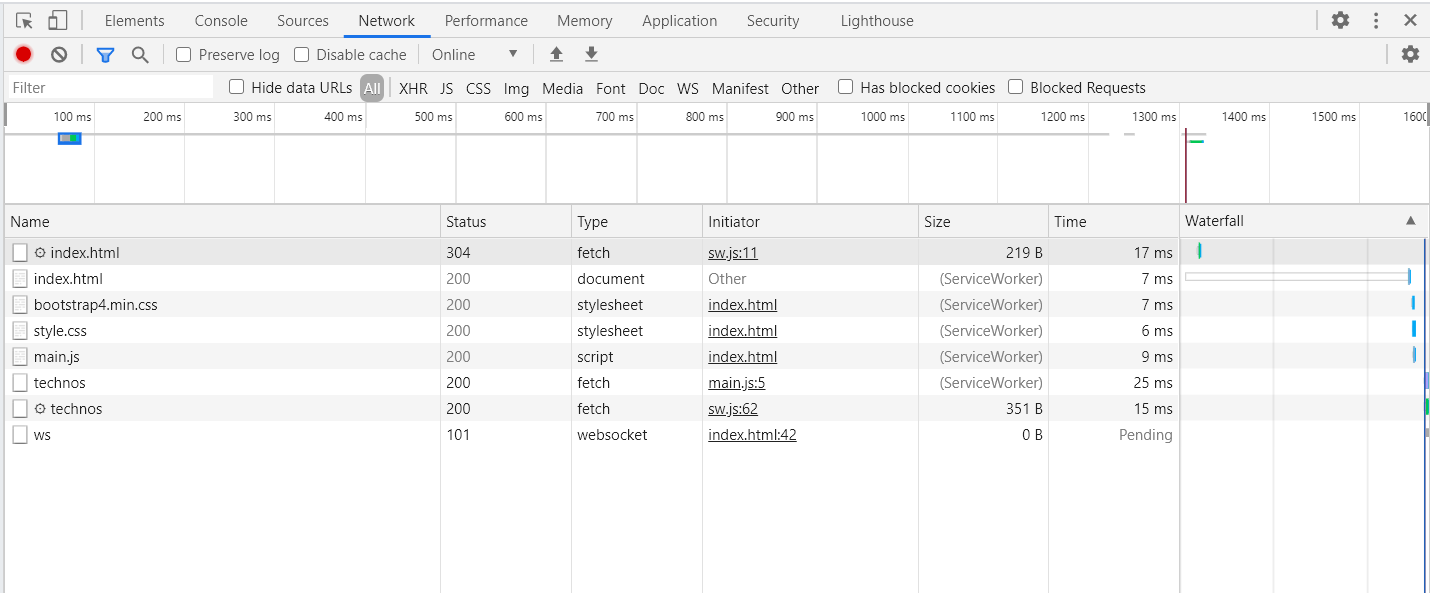 Elements Console Sources Network Performance Memory Application Security Lighthouse
Preserve log Disable cache Online
Filter Hide data URLs All XHR JS CSS Img Media Font Doc WS Manifest Other Has blocked cookies Blocked Requests
100 ms 200 ms 300 ms 400 ms 500 ms 600 ms 700 ms 800 ms 900 ms 1000 ms 1100 ms 1200 ms 1300 ms 1400 ms 1500 ms
Name Status Type Initiator Size Time Waterfall
index.html 304 fetch sw.js:11 219 B 17 ms
index.html 200 document Other (ServiceWorker) 7 ms
bootstrap4.min.css 200 stylesheet index.html (ServiceWorker) 7 ms
style.css 200 stylesheet index.html (ServiceWorker) 6 ms
main.js 200 script index.html (ServiceWorker) 9 ms
technos 200 fetch main.js:5 (ServiceWorker) 25 ms
technos 200 fetch sw.js:62 351 B 15 ms
ws 101 websocket index.html:42 0 B Pending